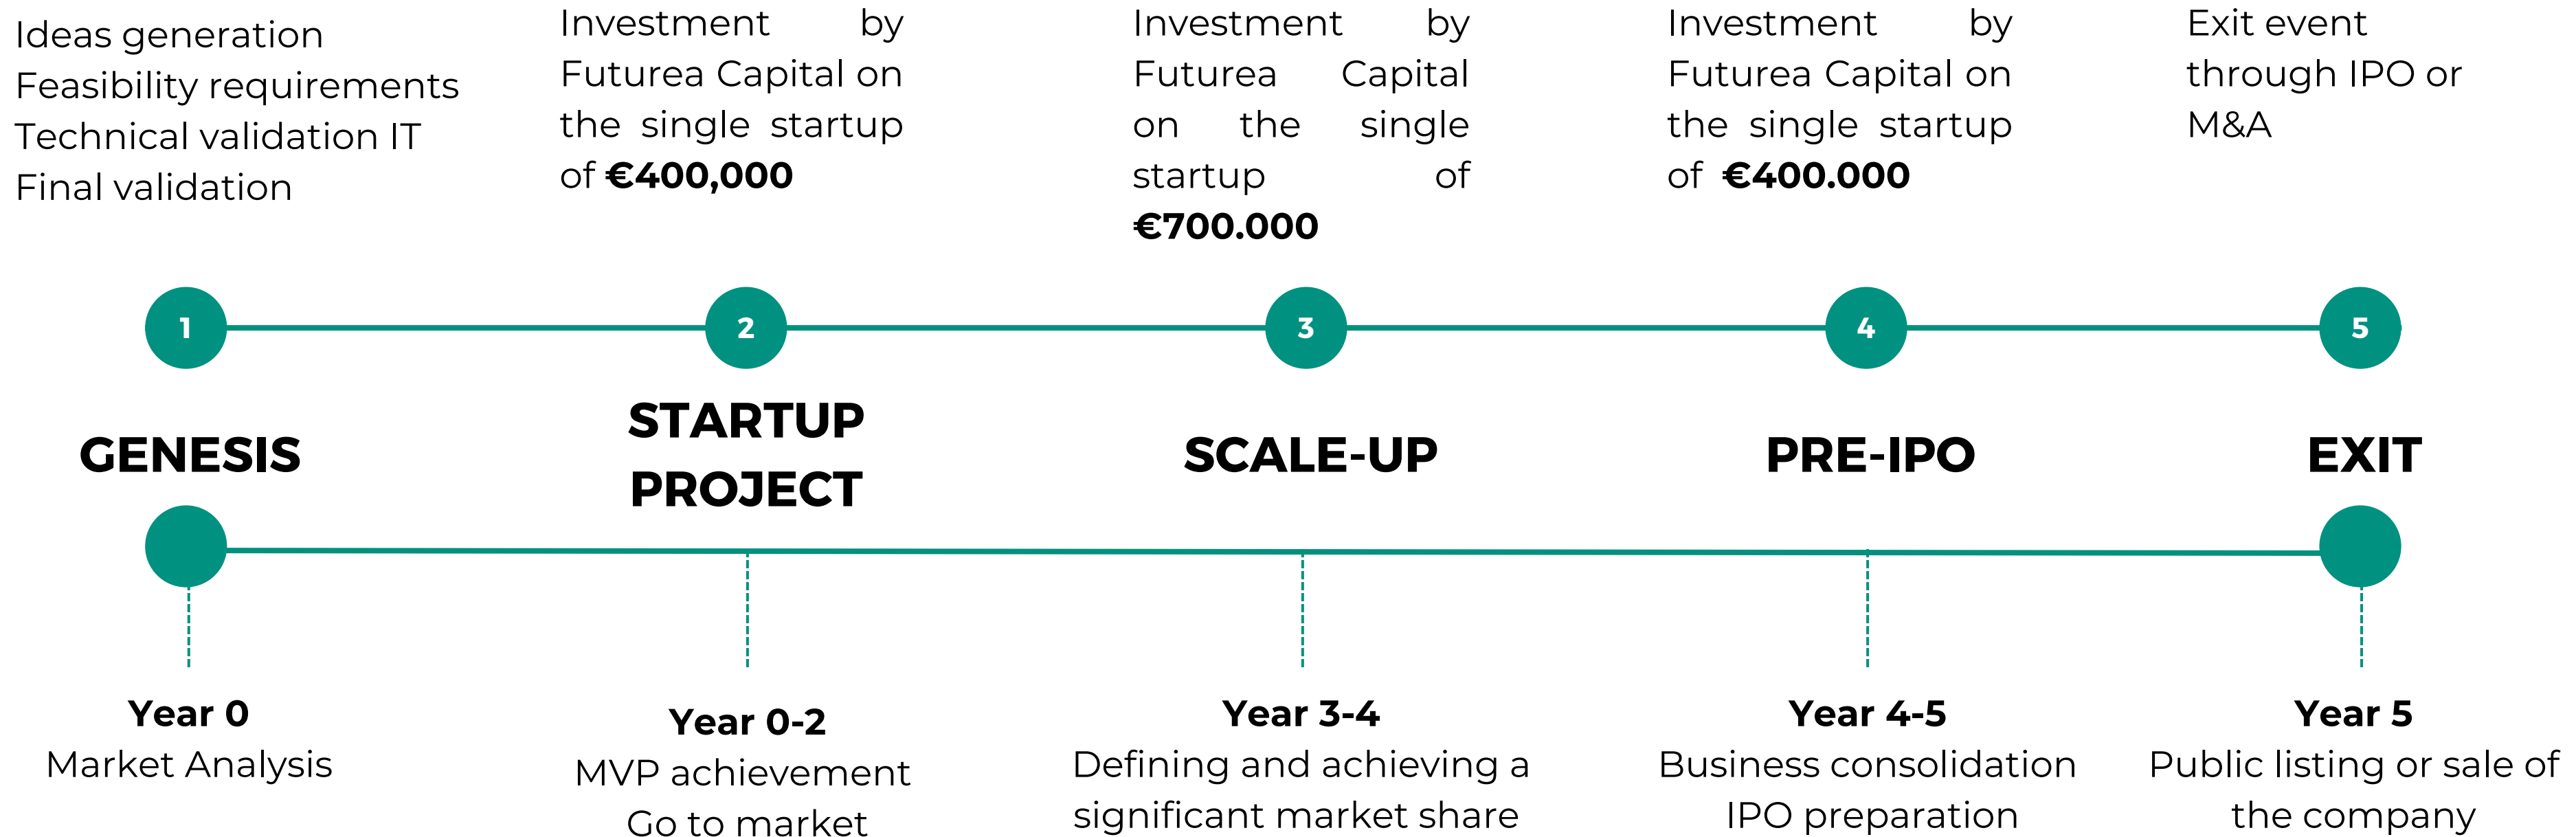 Ideas generation
Feasibility requirements
Technical validation IT
Final validation
Investment by
Futurea Capital on
the single startup
of €400,000
Investment by
Futurea Capital
on the single
startup of
€700.000
Investment by
Futurea Capital on
the single startup
of €400.000
Exit event
through IPO or
M&A
1
2
3
4
5
GENESIS
STARTUP
PROJECT
SCALE-UP
PRE-IPO
EXIT
Year 0
Market Analysis
Year 0-2
MVP achievement
Go to market
Year 3-4
Defining and achieving a
significant market share
Year 4-5
Business consolidation
IPO preparation
Year 5
Public listing or sale of
the company